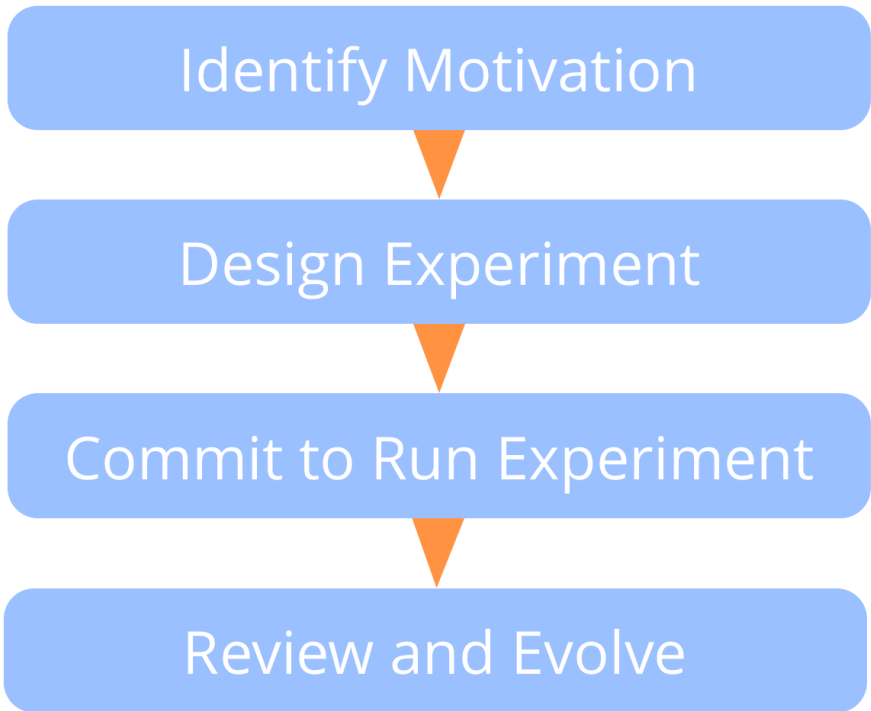 Identify Motivation
Design Experiment
Commit to Run Experiment
Review and Evolve